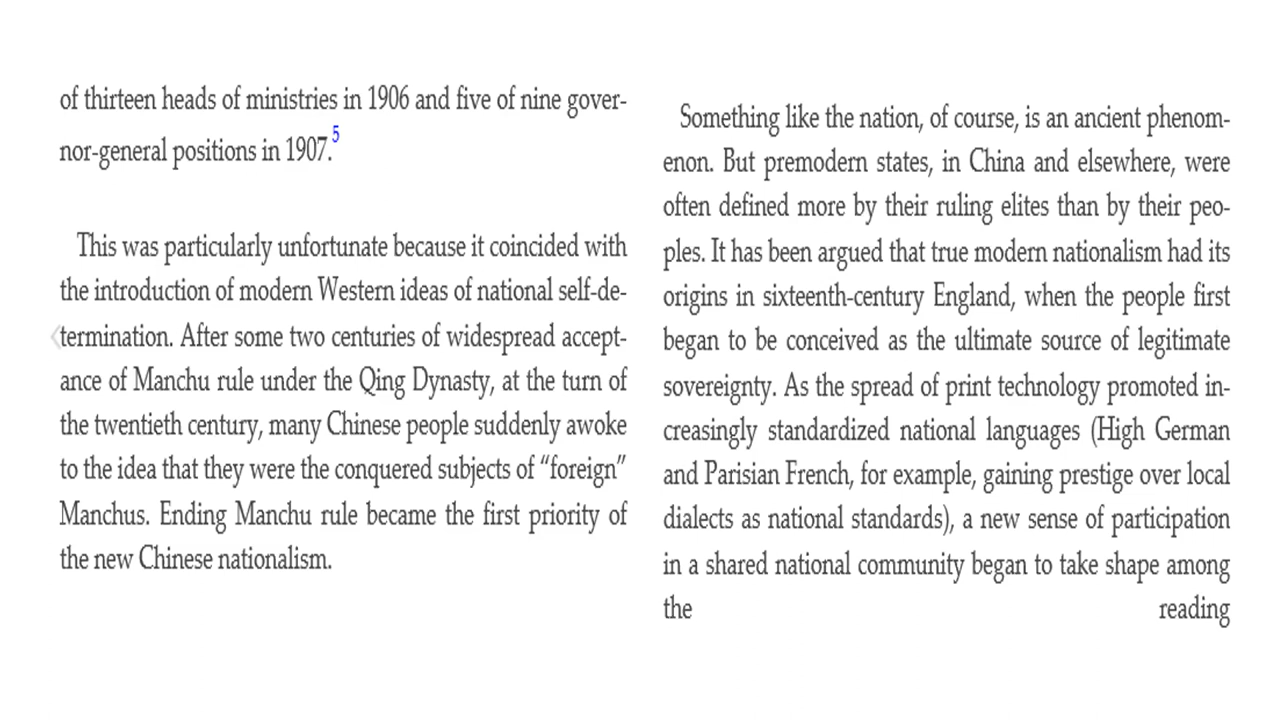 of thirteen heads of ministries in 1906 and five of nine gover-
nor-general positions in 1907.5
This was particularly unfortunate because it coincided with
the introduction of modern Western ideas of national self-de-
termination. After some two centuries of widespread accept-
ance of Manchu rule under the Qing Dynasty, at the turn of
the twentieth century, many Chinese people suddenly awoke
to the idea that they were the conquered subjects of “foreign”
Manchus. Ending Manchu rule became the first priority of
the new Chinese nationalism.
Something like the nation, of course, is an ancient phenom-
enon. But premodern states, in China and elsewhere, were
often defined more by their ruling elites than by their peo-
ples. It has been argued that true modern nationalism had its
origins in sixteenth-century England, when the people first
began to be conceived as the ultimate source of legitimate
sovereignty. As the spread of print technology promoted in-
creasingly standardized national languages (High German
and Parisian French, for example, gaining prestige over local
dialects as national standards), a new sense of participation
in a shared national community began to take shape among
the reading